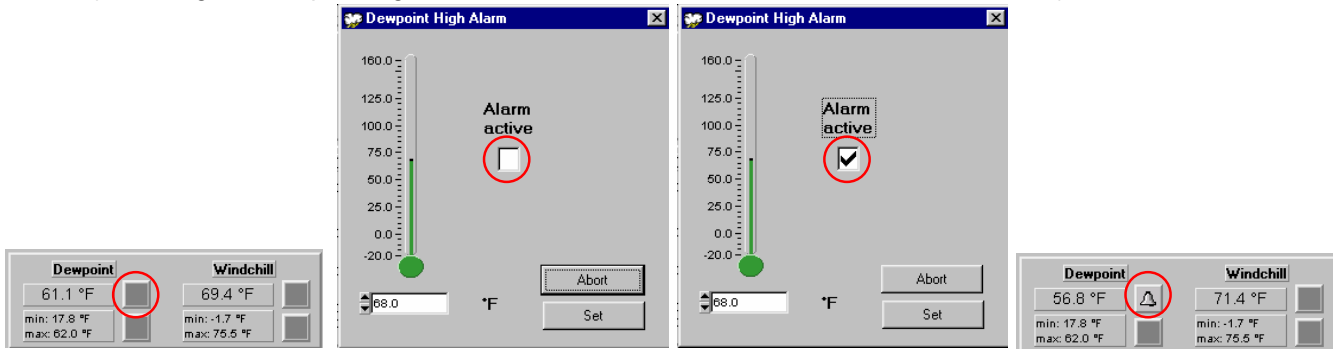 Dewpoint Windchill
61.1 °F 69.4 °F
min: 17.8 °F min: -1.7 °F
max: 62.0 °F max: 75.5 °F
Dewpoint High Alarm
160.0
125.0
100.0
75.0
50.0
25.0
0.0
-20.0
Alarm
active
68.0 °F
Abort
Set
Dewpoint High Alarm
160.0
125.0
100.0
75.0
50.0
25.0
0.0
-20.0
Alarm
active
68.0 °F
Abort
Set
Dewpoint Windchill
56.8 °F 71.4 °F
min: 17.8 °F min: -1.7 °F
max: 62.0 °F max: 75.5 °F